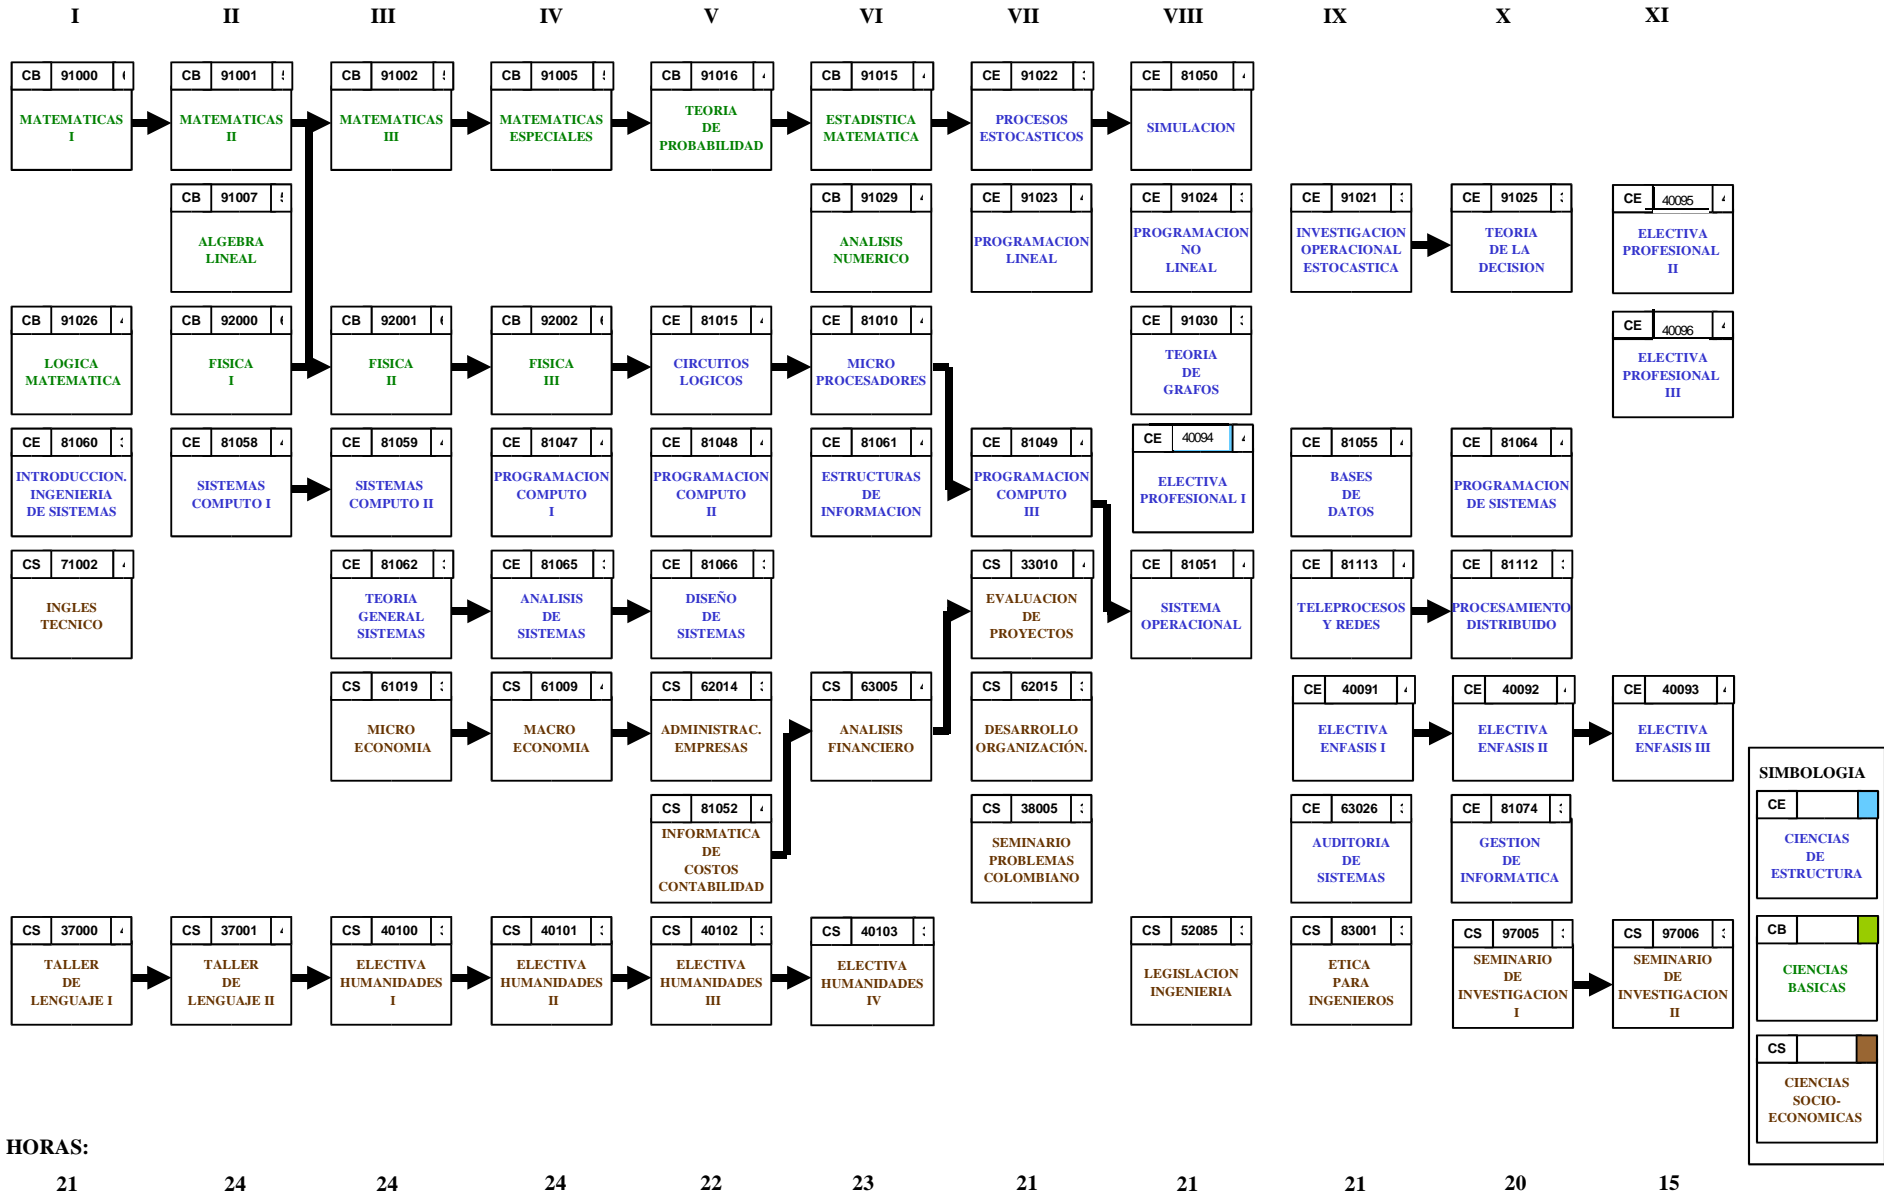 I II III IV V VI VII VIII IX X XI
CB 91000
MATEMATICAS
I
CB 91001
MATEMATICAS
II
CB 91002
MATEMATICAS
III
CB 91005
MATEMATICAS
ESPECIALES
CB 91016
TEORIA
DE
PROBABILIDAD
CB 91015
ESTADISTICA
MATEMATICA
CE 91022
PROCESOS
ESTOCASTICOS
CE 81050
SIMULACION
CB 91007
ALGEBRA
LINEAL
CB 91029
ANALISIS
NUMERICO
CE 91023
PROGRAMACION
LINEAL
CE 91024
PROGRAMACION
NO
LINEAL
CE 91021
INVESTIGACION
OPERACIONAL
ESTOCASTICA
CE 91025
TEORIA
DE LA
DECISION
CE 40095
ELECTIVA
PROFESIONAL
II
CB 91026
LOGICA
MATEMATICA
CB 92000
FISICA
I
CB 92001
FISICA
II
CB 92002
FISICA
III
CE 81015
CIRCUITOS
LOGICOS
CE 81010
MICRO
PROCESADORES
CE 91030
TEORIA
DE
GRAFOS
CE 40096
ELECTIVA
PROFESIONAL
III
CE 81060
INTRODUCCION.
INGENIERIA
DE SISTEMAS
CE 81058
SISTEMAS
COMPUTO I
CE 81059
SISTEMAS
COMPUTO II
CE 81047
PROGRAMACION
COMPUTO
I
CE 81048
PROGRAMACION
COMPUTO
II
CE 81061
ESTRUCTURAS
DE
INFORMACION
CE 81049
PROGRAMACION
COMPUTO
III
CE 40094
ELECTIVA
PROFESIONAL I
CE 81055
BASES
DE
DATOS
CE 81064
PROGRAMACION
DE SISTEMAS
CS 71002
INGLES
TECNICO
CE 81062
TEORIA
GENERAL
SISTEMAS
CE 81065
ANALISIS
DE
SISTEMAS
CE 81066
DISEÑO
DE
SISTEMAS
CS 33010
EVALUACION
DE
PROYECTOS
CE 81051
SISTEMA
OPERACIONAL
CE 81113
TELEPROCESOS
Y REDES
CE 81112
PROCESAMIENTO
DISTRIBUIDO
CS 61019
MICRO
ECONOMIA
CS 61009
MACRO
ECONOMIA
CS 62014
ADMINISTRAC.
EMPRESAS
CS 63005
ANALISIS
FINANCIERO
CS 62015
DESARROLLO
ORGANIZACIÓN.
CE 40091
ELECTIVA
ENFASIS I
CE 40092
ELECTIVA
ENFASIS II
CE 40093
ELECTIVA
ENFASIS III
CS 81052
INFORMATICA
DE
COSTOS
CONTABILIDAD
CS 38005
SEMINARIO
PROBLEMAS
COLOMBIANO
CE 63026
AUDITORIA
DE
SISTEMAS
CE 81074
GESTION
DE
INFORMATICA
CS 37000
TALLER
DE
LENGUAJE I
CS 37001
TALLER
DE
LENGUAJE II
CS 40100
ELECTIVA
HUMANIDADES
I
CS 40101
ELECTIVA
HUMANIDADES
II
CS 40102
ELECTIVA
HUMANIDADES
III
CS 40103
ELECTIVA
HUMANIDADES
IV
CS 52085
LEGISLACION
INGENIERIA
CS 83001
ETICA
PARA
INGENIEROS
CS 97005
SEMINARIO
DE
INVESTIGACION
I
CS 97006
SEMINARIO
DE
INVESTIGACION
II
SIMBOLOGIA
CE
CIENCIAS
DE
ESTRUCTURA
CB
CIENCIAS
BASICAS
CS
CIENCIAS
SOCIO-
ECONOMICAS
HORAS:
21 24 24 24 22 23 21 21 21 20 15